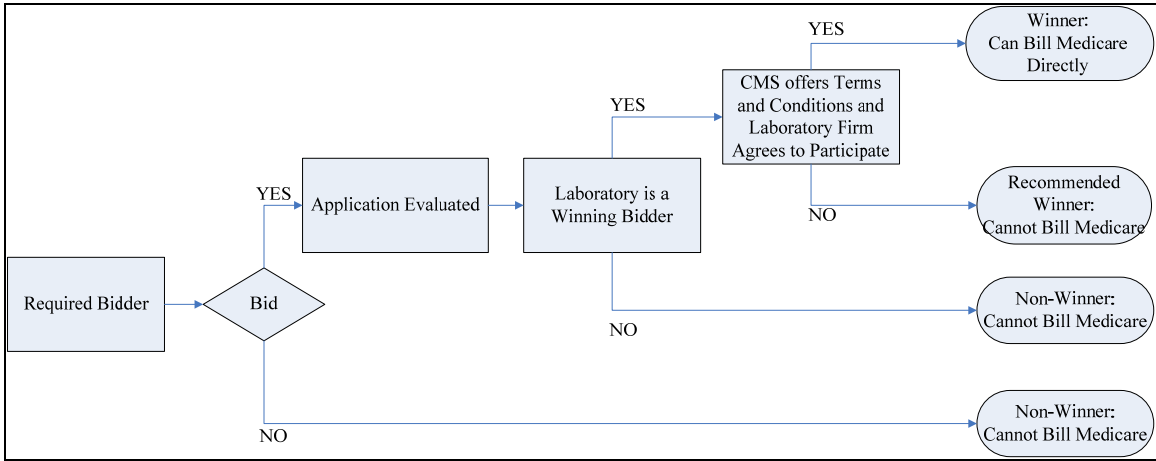 YES
Winner:
Can Bill Medicare
Directly
CMS offers Terms
and Conditions and
Laboratory Firm
Agrees to Participate
YES
YES
Application Evaluated
Laboratory is a
Winning Bidder
NO
Recommended
Winner:
Cannot Bill Medicare
Required Bidder
Bid
NO
Non-Winner:
Cannot Bill Medicare
NO
Non-Winner:
Cannot Bill Medicare